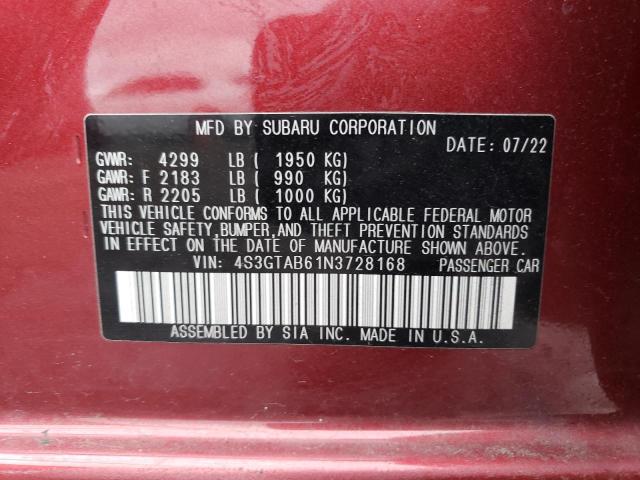 MFD BY SUBARU CORPORATION
DATE: 07/22
GVWR: 4299 LB ( 1950 KG)
GAWR: F 2183 LB ( 990 KG)
GAWR: R 2205 LB ( 1000 KG)
THIS VEHICLE CONFORMS TO ALL APPLICABLE FEDERAL MOTOR
VEHICLE SAFETY,BUMPER,AND THEFT PREVENTION STANDARDS
IN EFFECT ON THE DATE OF MANUFACTURE SHOWN ABOVE.
VIN: 4S3GTAB61N3728168 PASSENGER CAR
ASSEMBLED BY SIA INC. MADE IN U.S.A.